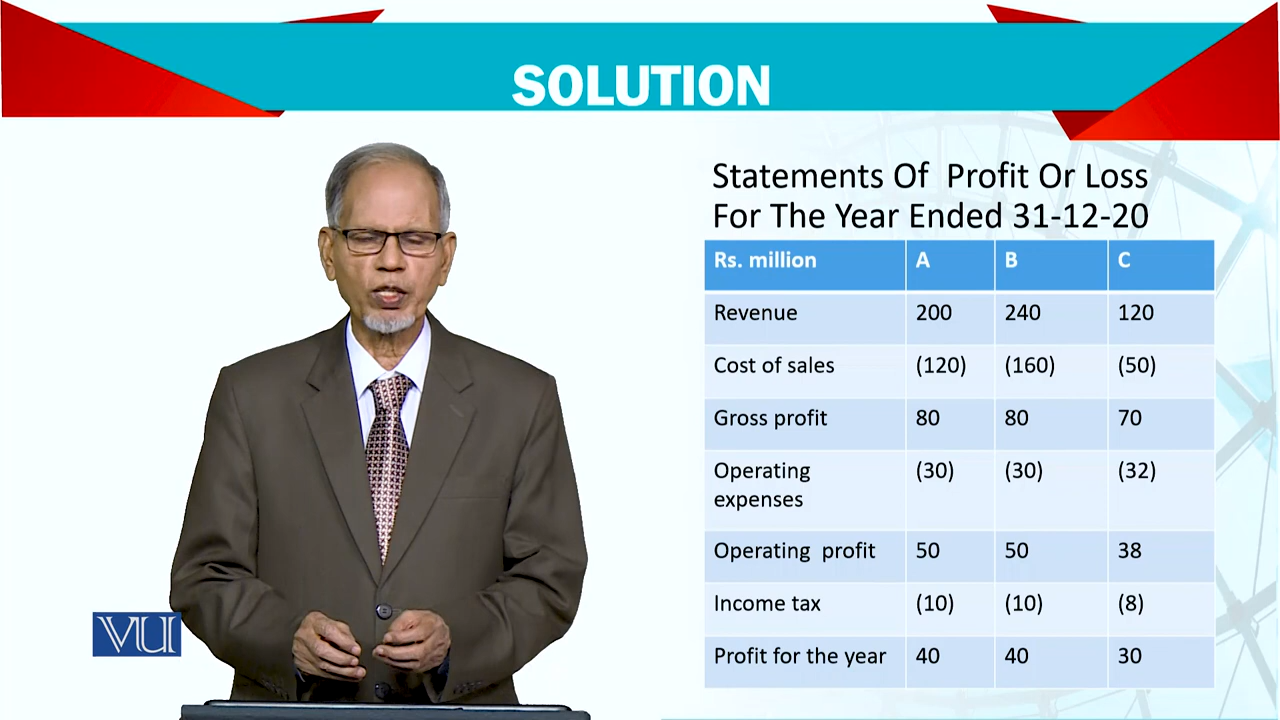 SOLUTION
Statements Of Profit Or Loss
For The Year Ended 31-12-20
Rs. million A B C
Revenue 200 240 120
Cost of sales (120) (160) (50)
Gross profit 80 80 70
Operating expenses (30) (30) (32)
Operating profit 50 50 38
Income tax (10) (10) (8)
Profit for the year 40 40 30
VU